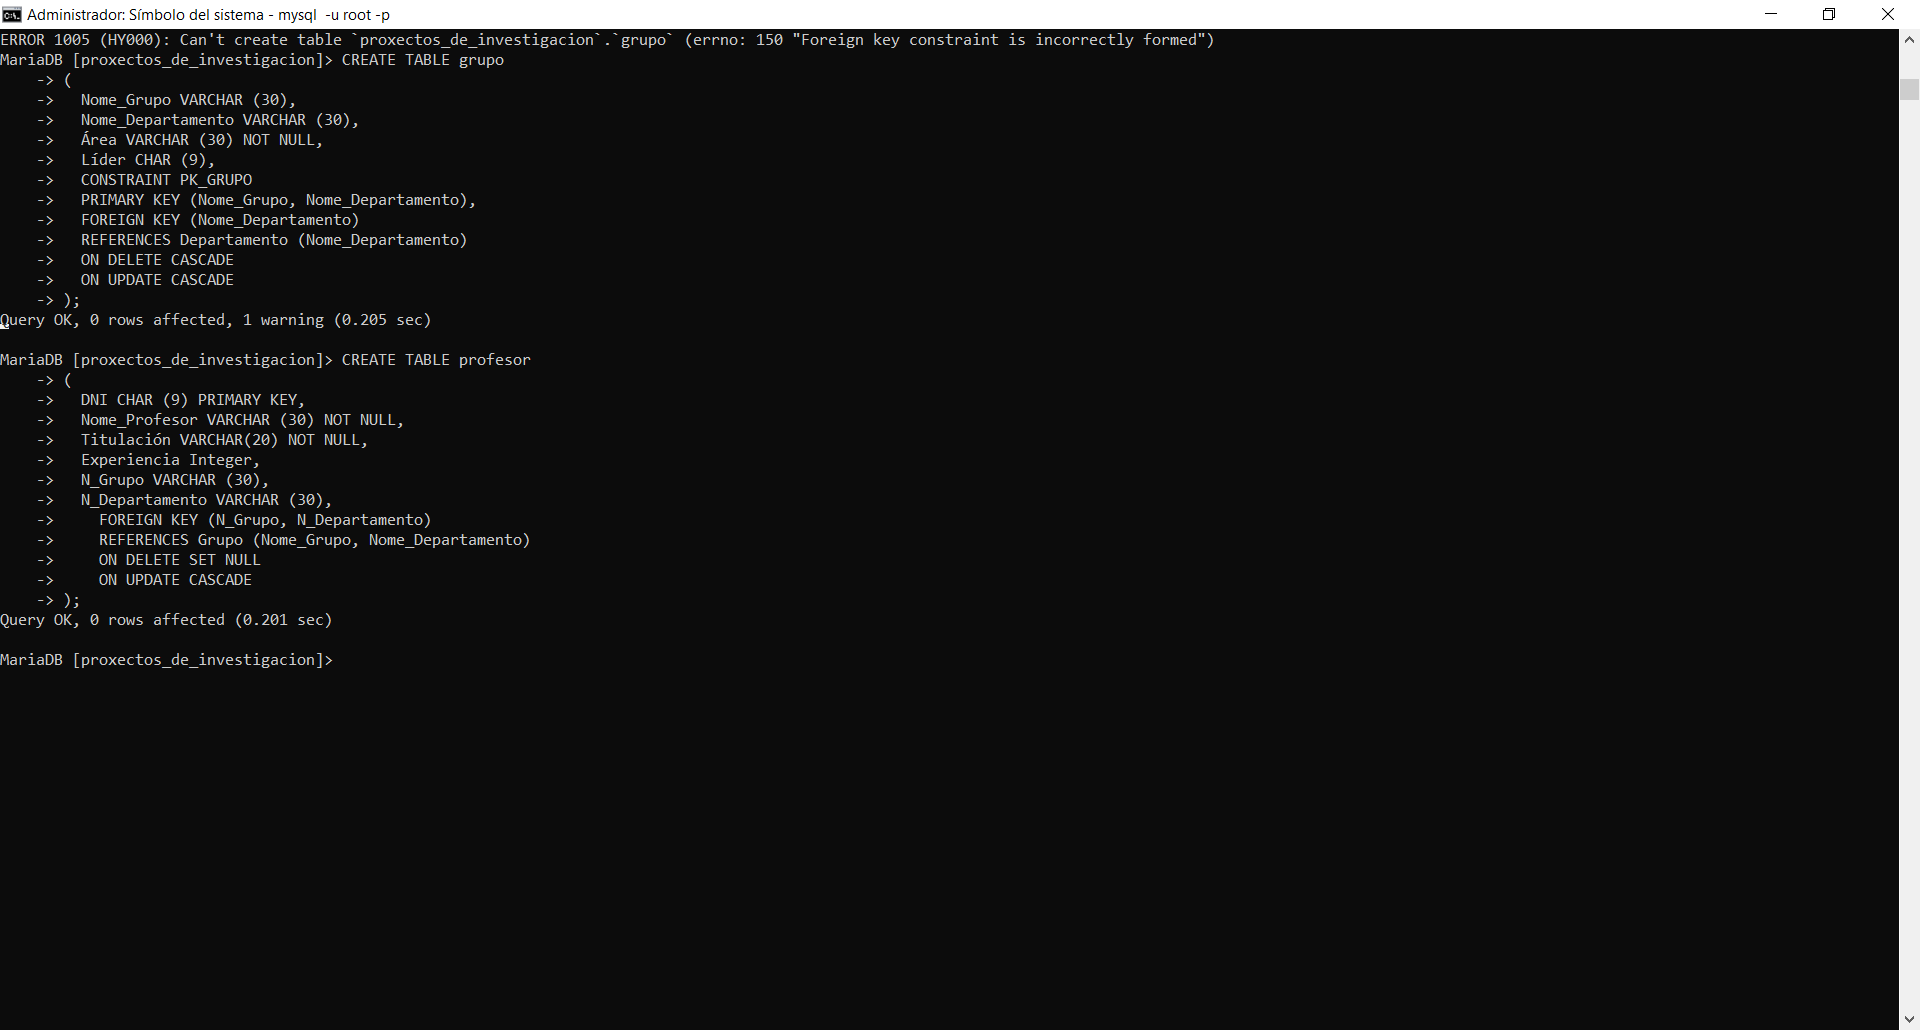 Administrador: Símbolo del sistema - mysql  -u root -p
ERROR 1005 (HY000): Can't create table `proxectos_de_investigacion`.`grupo` (errno: 150 "Foreign key constraint is incorrectly formed")
MariaDB [proxectos_de_investigacion]> CREATE TABLE grupo
    -> (
    ->   Nome_Grupo VARCHAR (30),
    ->   Nome_Departamento VARCHAR (30),
    ->   Área VARCHAR (30) NOT NULL,
    ->   Líder CHAR (9),
    ->   CONSTRAINT PK_GRUPO
    ->   PRIMARY KEY (Nome_Grupo, Nome_Departamento),
    ->   FOREIGN KEY (Nome_Departamento)
    ->   REFERENCES Departamento (Nome_Departamento)
    ->   ON DELETE CASCADE
    ->   ON UPDATE CASCADE
    -> );
Query OK, 0 rows affected, 1 warning (0.205 sec)
MariaDB [proxectos_de_investigacion]> CREATE TABLE profesor
    -> (
    ->   DNI CHAR (9) PRIMARY KEY,
    ->   Nome_Profesor VARCHAR (30) NOT NULL,
    ->   Titulación VARCHAR(20) NOT NULL,
    ->   Experiencia Integer,
    ->   N_Grupo VARCHAR (30),
    ->   N_Departamento VARCHAR (30),
    ->     FOREIGN KEY (N_Grupo, N_Departamento)
    ->     REFERENCES Grupo (Nome_Grupo, Nome_Departamento)
    ->     ON DELETE SET NULL
    ->     ON UPDATE CASCADE
    -> );
Query OK, 0 rows affected (0.201 sec)
MariaDB [proxectos_de_investigacion]>